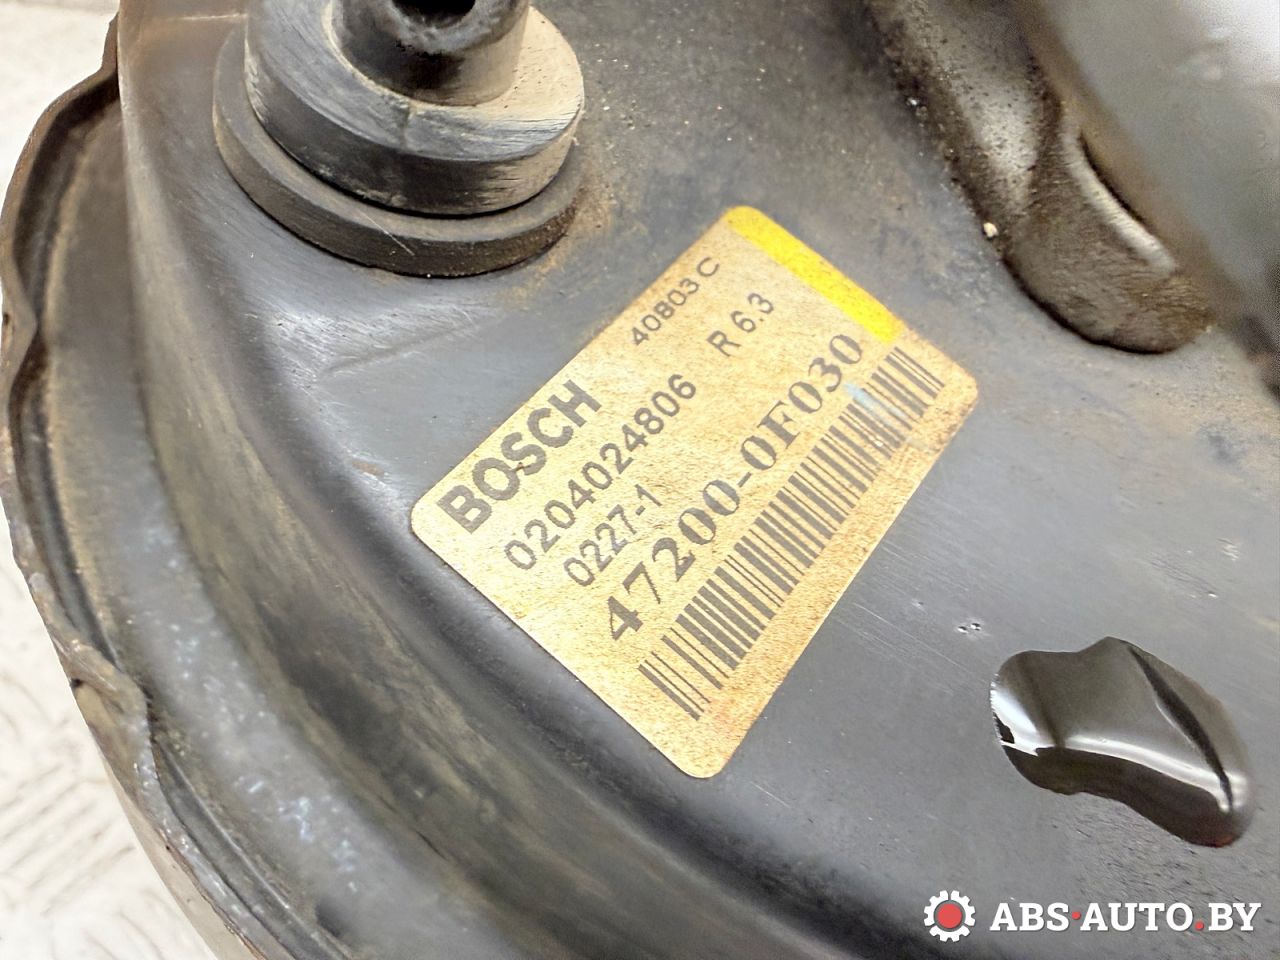 40803 C
BOSCH
R 6.3
0204024806
0227-1
47200-0F030
ABS·AUTO.BY